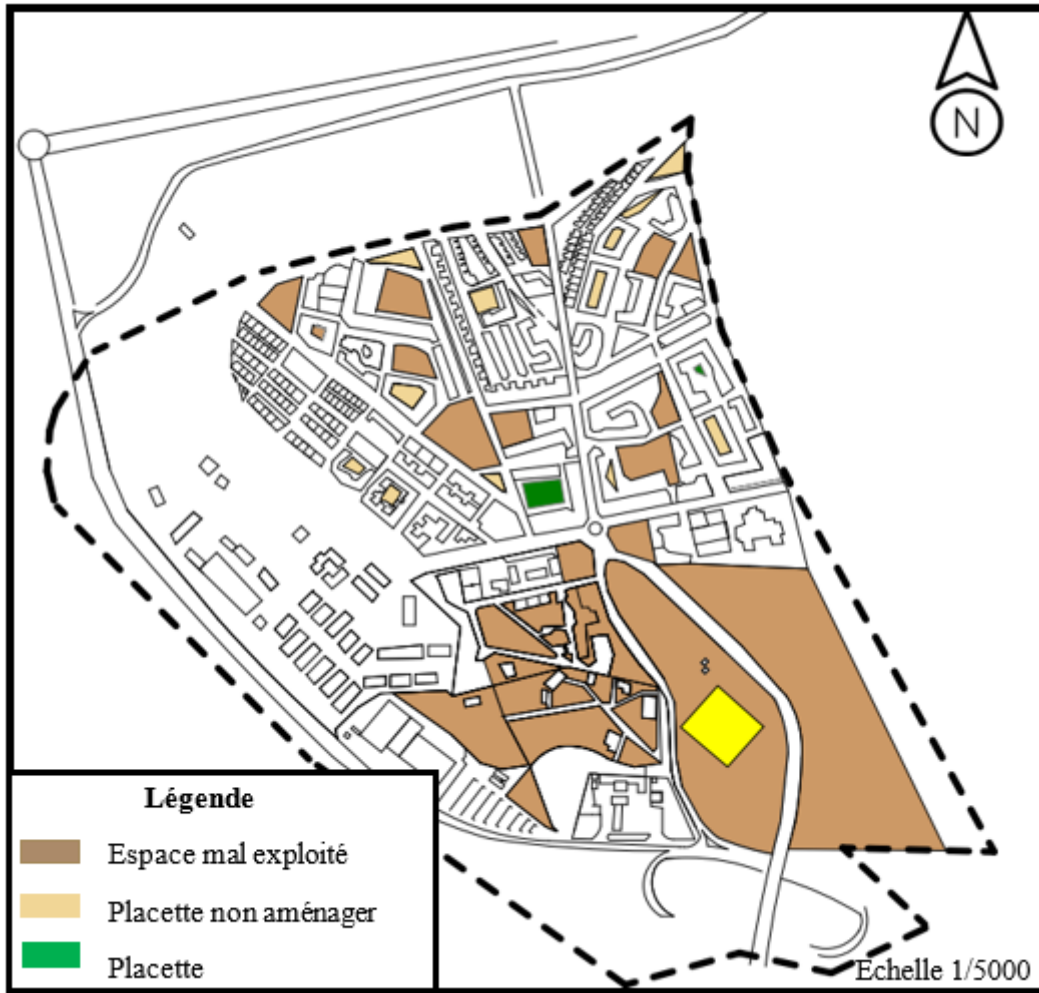 N
Légende
Espace mal exploité
Placette non aménager
Placette
Echelle 1/5000